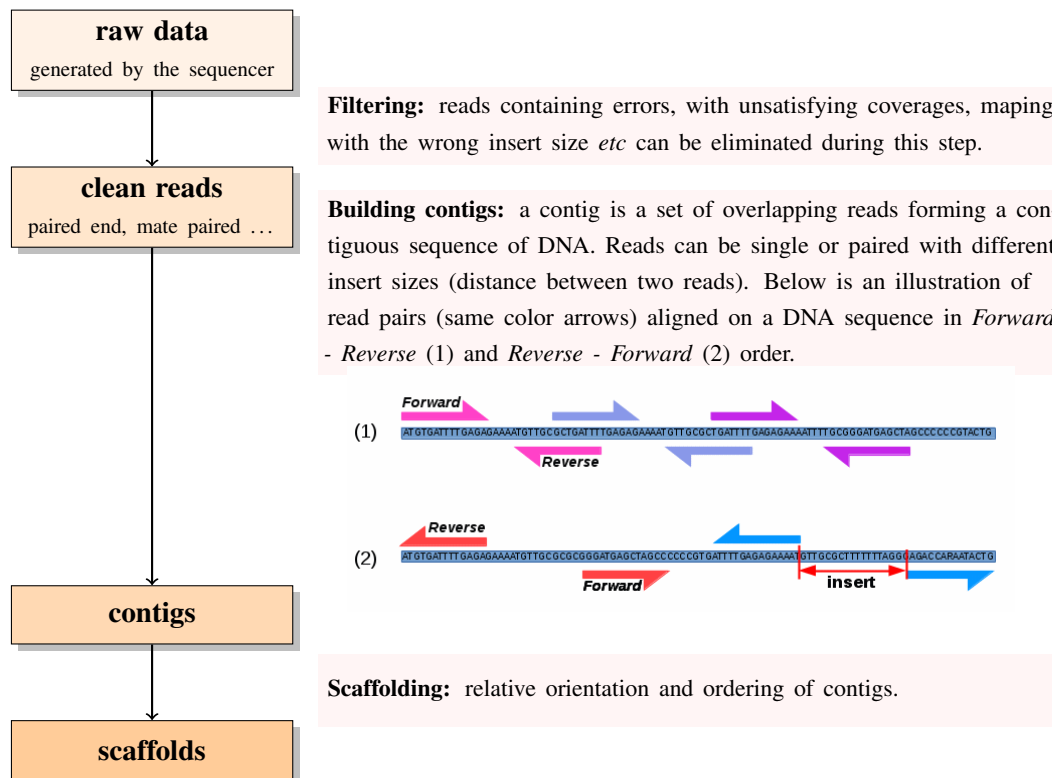 raw data
generated by the sequencer
Filtering: reads containing errors, with unsatisfying coverages, maping
with the wrong insert size etc can be eliminated during this step.
clean reads
paired end, mate paired ...
Building contigs: a contig is a set of overlapping reads forming a con-
tiguous sequence of DNA. Reads can be single or paired with different
insert sizes (distance between two reads). Below is an illustration of
read pairs (same color arrows) aligned on a DNA sequence in Forward
- Reverse (1) and Reverse - Forward (2) order.
Forward
(1)
ATGTGATTTTGAGAGAAAATGTTGCGCTGATTTTGAGAGAAAATGTTGCGCTGATTTTGAGAGAAAATTTTGCGGGATGAGCTAGCCCCCCGTACTG
Reverse
Reverse
(2)
Forward
insert
contigs
Scaffolding: relative orientation and ordering of contigs.
scaffolds